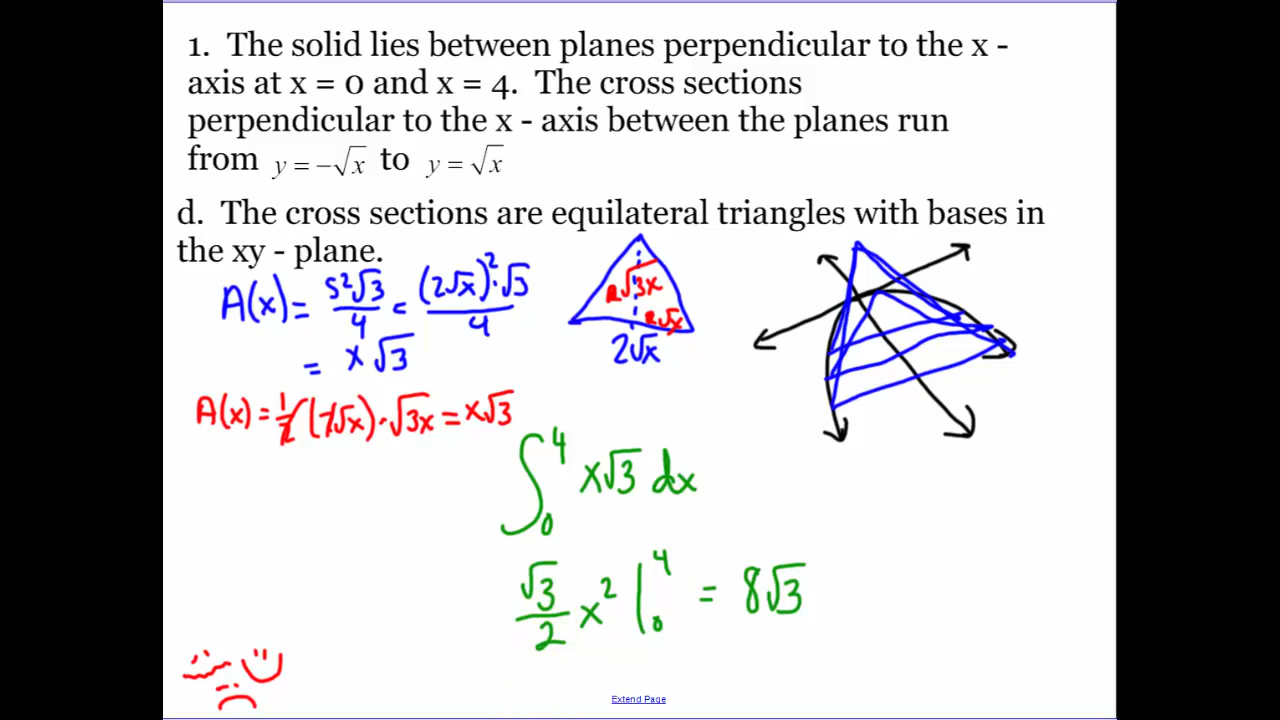 1. The solid lies between planes perpendicular to the x -
axis at x = 0 and x = 4. The cross sections
perpendicular to the x - axis between the planes run
from y = -√x to y = √x
d. The cross sections are equilateral triangles with bases in
the xy - plane.
A(x) = s²√3/4 = (2√x)²·√3/4
= x√3
√3x
√x
2√x
A(x) = 1/2 (2√x)·√3x = x√3
∫₀⁴ x√3 dx
√3/2 x² |₀⁴ = 8√3
Extend Page